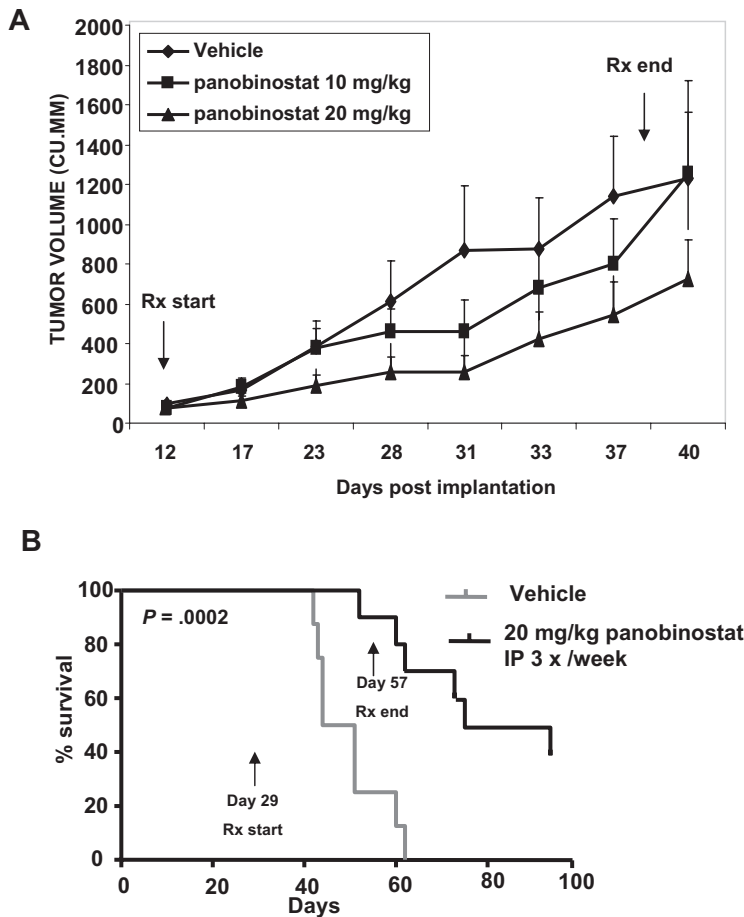 A
Vehicle
panobinostat 10 mg/kg
panobinostat 20 mg/kg
Rx end
Rx start
TUMOR VOLUME (CU.MM)
2000
1800
1600
1400
1200
1000
800
600
400
200
0
12 17 23 28 31 33 37 40
Days post implantation
B
P = .0002
Vehicle
20 mg/kg panobinostat
IP 3 x /week
Day 57
Rx end
Day 29
Rx start
% survival
100
80
60
40
20
0
0 20 40 60 80 100
Days